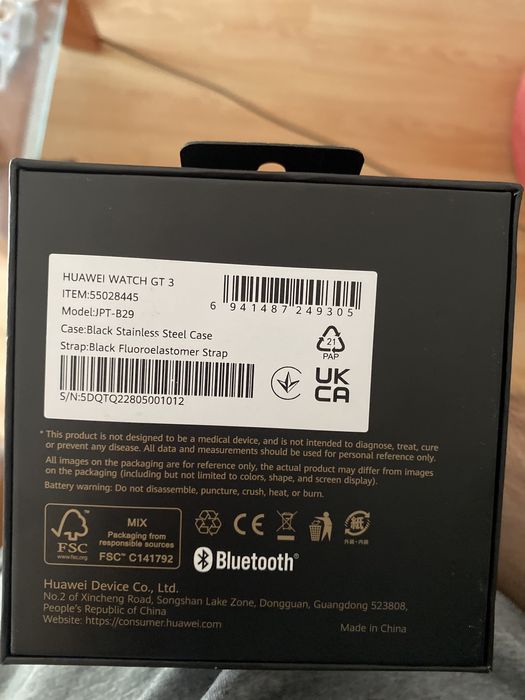 HUAWEI WATCH GT 3
ITEM:55028445
Model:JPT-B29
Case:Black Stainless Steel Case
Strap:Black Fluoroelastomer Strap
6 941487 249305
21
PAP
S/N:5DQTQ22805001012
UK
CA
* This product is not designed to be a medical device, and is not intended to diagnose, treat, cure
or prevent any disease. All data and measurements should be used for personal reference only.
All images on the packaging are for reference only, the actual product may differ from images
on the packaging (including but not limited to colors, shape, and screen display).
Battery warning: Do not disassemble, puncture, crush, heat, or burn.
FSC
www.fsc.org
MIX
Packaging from
responsible sources
FSC™ C141792
CE
紙
外箱・内箱
Bluetooth®
Huawei Device Co., Ltd.
No.2 of Xincheng Road, Songshan Lake Zone, Dongguan, Guangdong 523808,
People's Republic of China
Website: https://consumer.huawei.com
Made in China